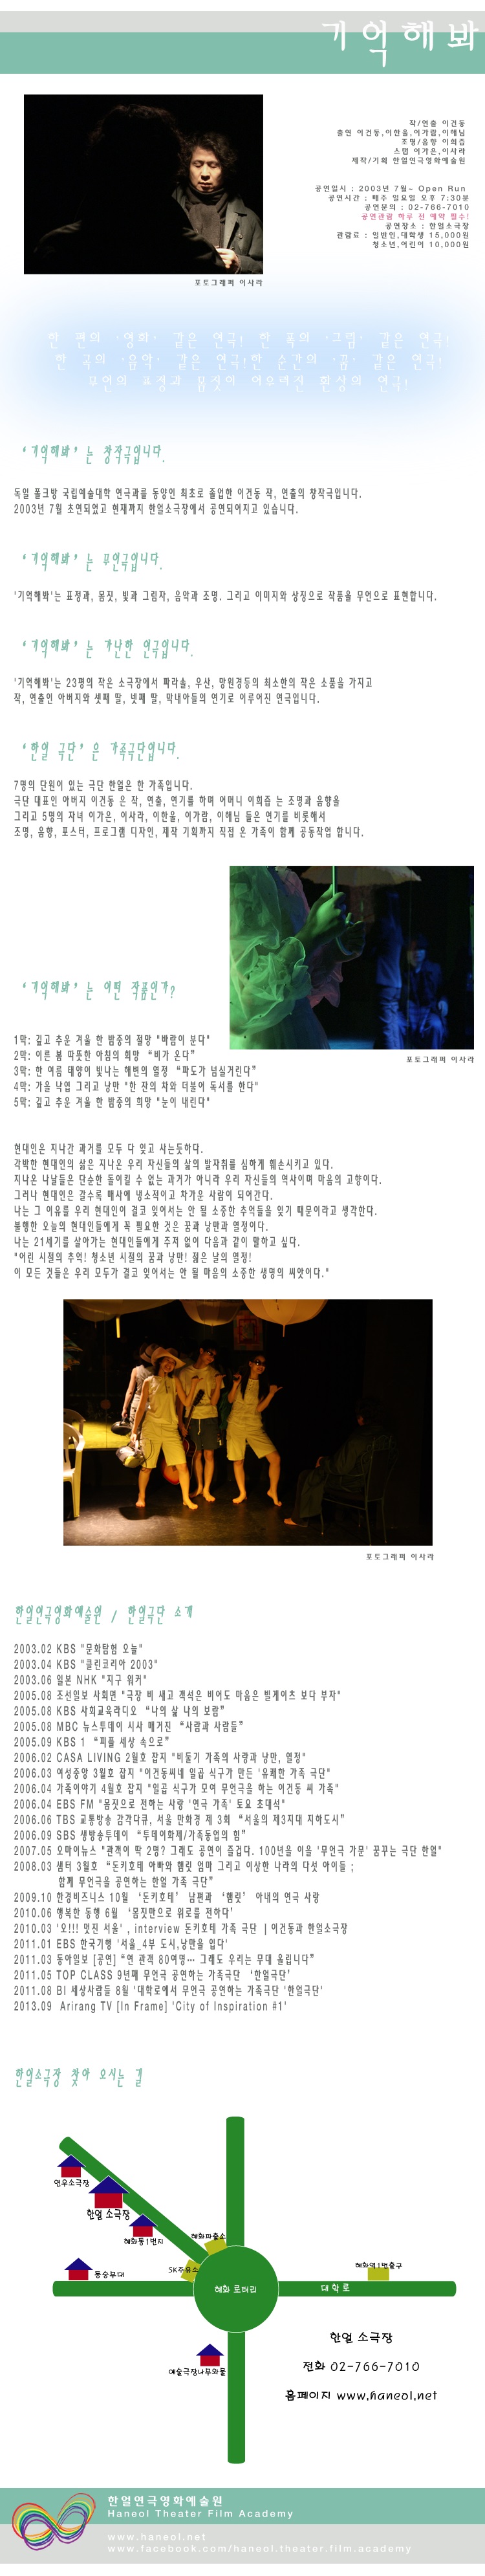 기억해봐
작/연출 이건동
출연 이건동,이한울,이가람,이해님
조명/음향 이희즙
스탭 이가은,이사라
제작/기획 한얼연극영화예술원
공연일시 : 2003년 7월~ Open Run
공연시간 : 매주 일요일 오후 7:30분
공연문의 : 02-766-7010
공연관람 하루 전 예약 필수!
공연장소 : 한얼소극장
관람료 : 일반인,대학생 15,000원
청소년,어린이 10,000원
포토그래퍼 이사라
한 편의 '영화' 같은 연극! 한 폭의 '그림' 같은 연극!
한 곡의 '음악' 같은 연극!한 순간의 '꿈' 같은 연극!
무언의 표정과 몸짓이 어우러진 환상의 연극!
‘기억해봐’는 창작극입니다.
독일 폴크방 국립예술대학 연극과를 동양인 최초로 졸업한 이건동 작, 연출의 창작극입니다.
2003년 7월 초연되었고 현재까지 한얼소극장에서 공연되어지고 있습니다.
‘기억해봐’는 무언극입니다.
'기억해봐'는 표정과, 몸짓, 빛과 그림자, 음악과 조명. 그리고 이미지와 상징으로 작품을 무언으로 표현합니다.
‘기억해봐’는 가난한 연극입니다.
'기억해봐'는 23평의 작은 소극장에서 파라솔, 우산, 망원경등의 최소한의 작은 소품을 가지고
작, 연출인 아버지와 셋째 딸, 넷째 딸, 막내아들의 연기로 이루어진 연극입니다.
‘한얼 극단’은 가족극단입니다.
7명의 단원이 있는 극단 한얼은 한 가족입니다.
극단 대표인 아버지 이건동 은 작, 연출, 연기를 하며 어머니 이희즙 는 조명과 음향을
그리고 5명의 자녀 이가은, 이사라, 이한울, 이가람, 이해님 들은 연기를 비롯해서
조명, 음향, 포스터, 프로그램 디자인, 제작 기획까지 직접 온 가족이 함께 공동작업 합니다.
포토그래퍼 이사라
‘기억해봐’는 어떤 작품인가?
1막: 깊고 추운 겨울 한 밤중의 절망 "바람이 분다"
2막: 이른 봄 따뜻한 아침의 희망 “비가 온다”
3막: 한 여름 태양이 빛나는 해변의 열정 “파도가 넘실거린다”
4막: 가을 낙엽 그리고 낭만 "한 잔의 차와 더불어 독서를 한다"
5막: 깊고 추운 겨울 한 밤중의 희망 "눈이 내린다"
현대인은 지나간 과거를 모두 다 잊고 사는듯하다.
각박한 현대인의 삶은 지나온 우리 자신들의 삶의 발자취를 심하게 훼손시키고 있다.
지나온 나날들은 단순한 돌이킬 수 없는 과거가 아니라 우리 자신들의 역사이며 마음의 고향이다.
그러나 현대인은 갈수록 매사에 냉소적이고 차가운 사람이 되어간다.
나는 그 이유를 우리 현대인이 결코 잊어서는 안 될 소중한 추억들을 잊기 때문이라고 생각한다.
불행한 오늘의 현대인들에게 꼭 필요한 것은 꿈과 낭만과 열정이다.
나는 21세기를 살아가는 현대인들에게 주저 없이 다음과 같이 말하고 싶다.
"어린 시절의 추억! 청소년 시절의 꿈과 낭만! 젊은 날의 열정!
이 모든 것들은 우리 모두가 결코 잊어서는 안 될 마음의 소중한 생명의 씨앗이다."
포토그래퍼 이사라
한얼연극영화예술원 / 한얼극단 소개
2003.02 KBS "문화탐험 오늘"
2003.04 KBS "클린코리아 2003"
2003.06 일본 NHK "지구 워커"
2005.08 조선일보 사회면 "극장 비 새고 객석은 비어도 마음은 빌게이츠 보다 부자"
2005.08 KBS 사회교육라디오 “나의 삶 나의 보람”
2005.08 MBC 뉴스투데이 시사 매거진 “사람과 사람들”
2005.09 KBS 1 “피플 세상 속으로”
2006.02 CASA LIVING 2월호 잡지 "비둘기 가족의 사랑과 낭만, 열정"
2006.03 여성중앙 3월호 잡지 "이건동씨네 일곱 식구가 만든 '유쾌한 가족 극단"
2006.04 가족이야기 4월호 잡지 "일곱 식구가 모여 무언극을 하는 이건동 씨 가족"
2006.04 EBS FM "몸짓으로 전하는 사랑 '연극 가족' 토요 초대석"
2006.06 TBS 교통방송 감각다큐, 서울 만화경 제 3회 “서울의 제3지대 지하도시”
2006.09 SBS 생방송투데이 “투데이화제/가족동업의 힘”
2007.05 오마이뉴스 "관객이 딱 2명? 그래도 공연이 즐겁다. 100년을 이을 '무언극 가문' 꿈꾸는 극단 한얼"
2008.03 샘터 3월호 “돈키호테 아빠와 햄릿 엄마 그리고 이상한 나라의 다섯 아이들 ;
함께 무언극을 공연하는 한얼 가족 극단”
2009.10 한경비즈니스 10월 ‘돈키호테’ 남편과 ‘햄릿’ 아내의 연극 사랑
2010.06 행복한 동행 6월 ‘몸짓만으로 위로를 전하다’
2010.03 '오!!! 멋진 서울' , interview 돈키호테 가족 극단 | 이건동과 한얼소극장
2011.01 EBS 한국기행 '서울_4부 도시,낭만을 입다'
2011.03 동아일보 [공연] “연 관객 80여명… 그래도 우리는 무대 올립니다”
2011.05 TOP CLASS 9년째 무언극 공연하는 가족극단 ‘한얼극단’
2011.08 BI 세상사람들 8월 '대학로에서 무언극 공연하는 가족극단 '한얼극단'
2013.09 Arirang TV [In Frame] 'City of Inspiration #1'
한얼소극장 찾아 오시는 길
연우소극장
한얼 소극장
혜화동1번지
혜화파출소
SK주유소
동숭무대
혜화 로터리
혜화역1번출구
대학로
예술극장나무와물
한얼 소극장
전화 02-766-7010
홈페이지 www.haneol.net
한얼연극영화예술원
Haneol Theater Film Academy
www.haneol.net
www.facebook.com/haneol.theater.film.academy